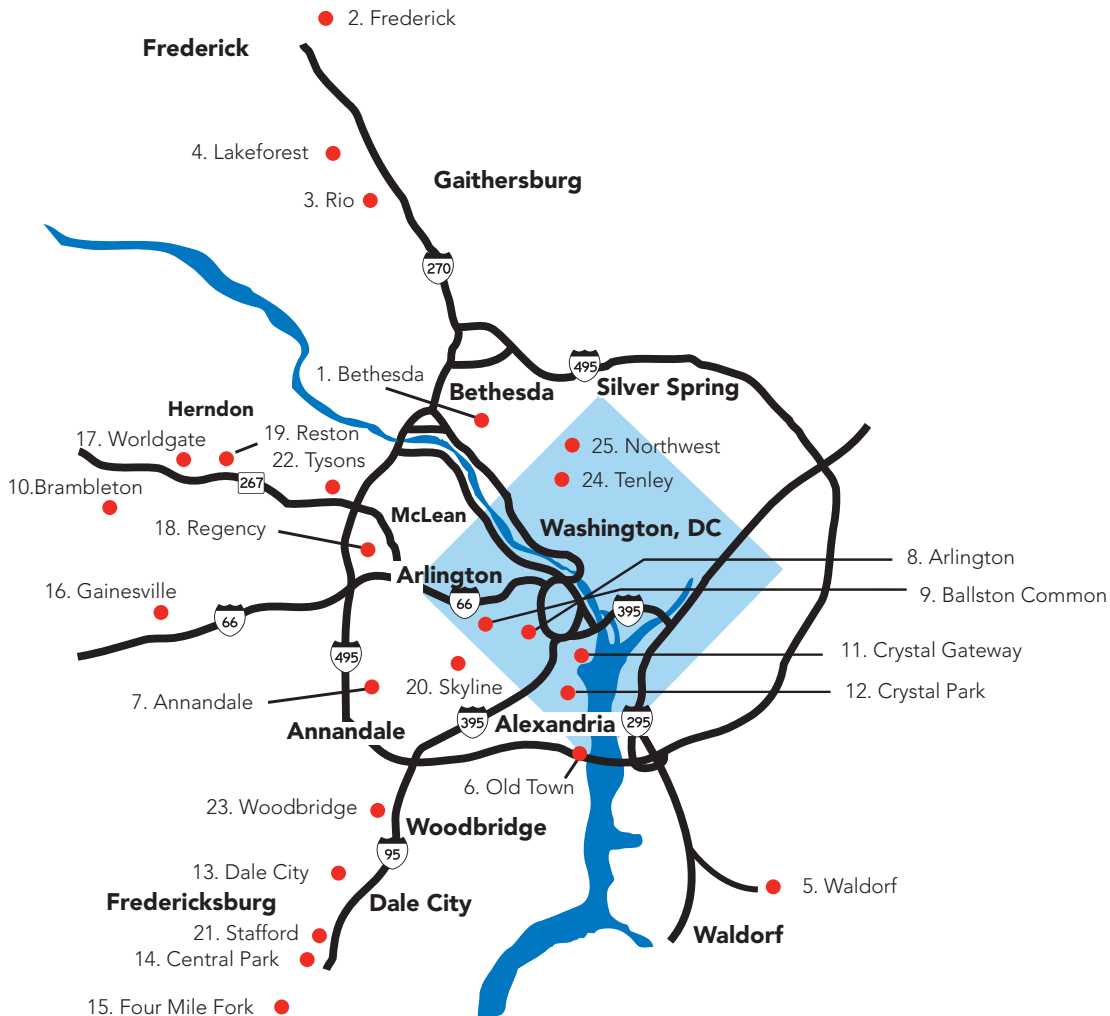 2. Frederick
Frederick
4. Lakeforest
Gaithersburg
3. Rio
270
495
1. Bethesda
Bethesda
Silver Spring
Herndon
17. Worldgate
19. Reston
25. Northwest
22. Tysons
267
10.Brambleton
24. Tenley
McLean
Washington, DC
18. Regency
8. Arlington
Arlington
16. Gainesville
9. Ballston Common
66
66
395
495
11. Crystal Gateway
20. Skyline
12. Crystal Park
7. Annandale
395
Alexandria
295
Annandale
6. Old Town
23. Woodbridge
Woodbridge
95
13. Dale City
5. Waldorf
Fredericksburg
Dale City
21. Stafford
Waldorf
14. Central Park
15. Four Mile Fork